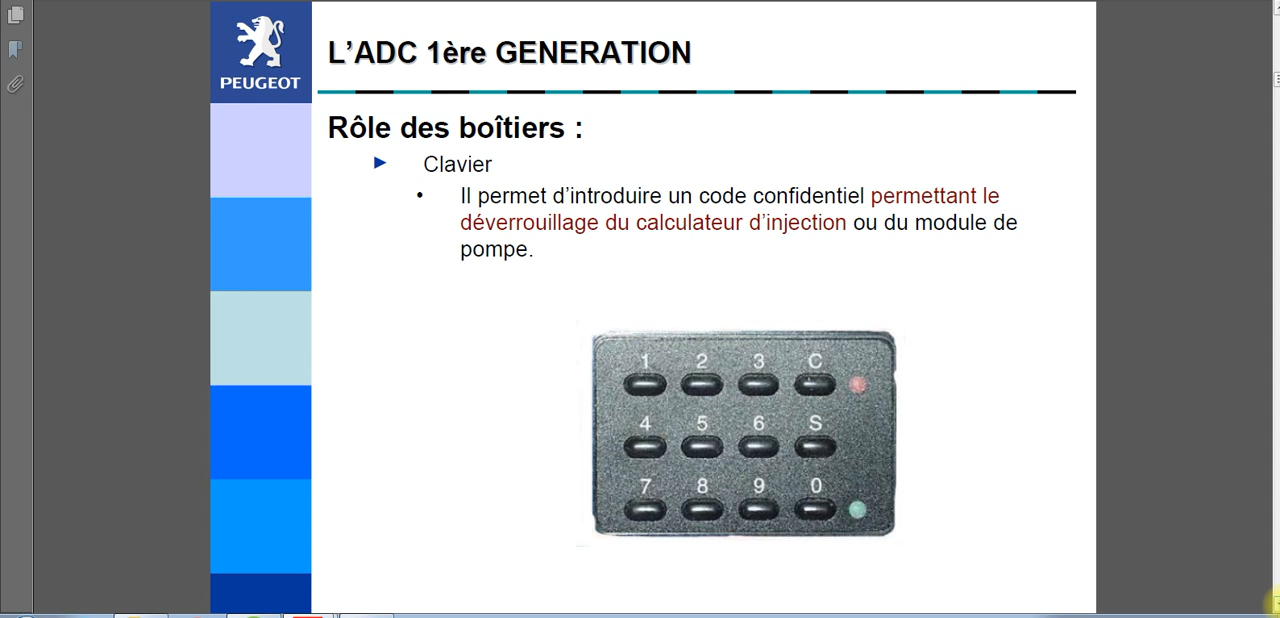 PEUGEOT
L’ADC 1ère GENERATION
Rôle des boîtiers :
Clavier
Il permet d’introduire un code confidentiel permettant le
déverrouillage du calculateur d’injection ou du module de
pompe.
1 2 3 C
4 5 6 S
7 8 9 0